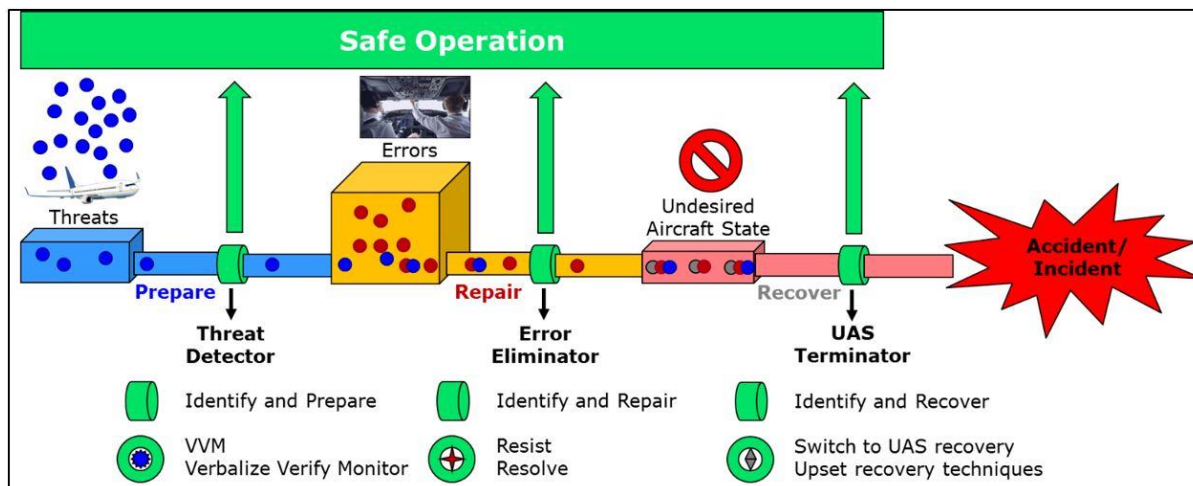 Safe Operation
Threats
Errors
Undesired
Aircraft State
Accident/
Incident
Prepare
Repair
Recover
Threat
Detector
Error
Eliminator
UAS
Terminator
Identify and Prepare
Identify and Repair
Identify and Recover
VVM
Verbalize Verify Monitor
Resist
Resolve
Switch to UAS recovery
Upset recovery techniques